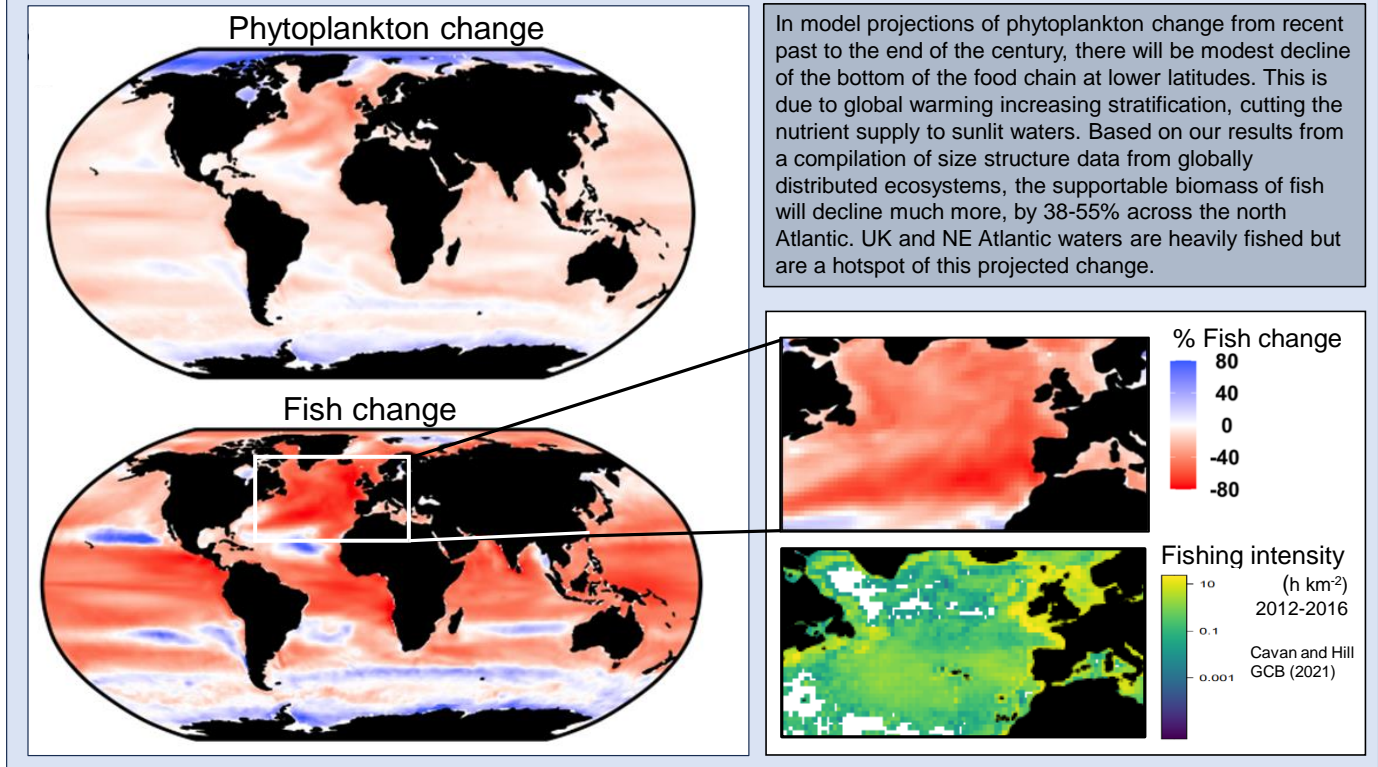 Phytoplankton change
In model projections of phytoplankton change from recent
past to the end of the century, there will be modest decline
of the bottom of the food chain at lower latitudes. This is
due to global warming increasing stratification, cutting the
nutrient supply to sunlit waters. Based on our results from
a compilation of size structure data from globally
distributed ecosystems, the supportable biomass of fish
will decline much more, by 38-55% across the north
Atlantic. UK and NE Atlantic waters are heavily fished but
are a hotspot of this projected change.
Fish change
% Fish change
80
40
0
-40
-80
Fishing intensity
(h km-2)
2012-2016
10
0.1
0.001
Cavan and Hill
GCB (2021)